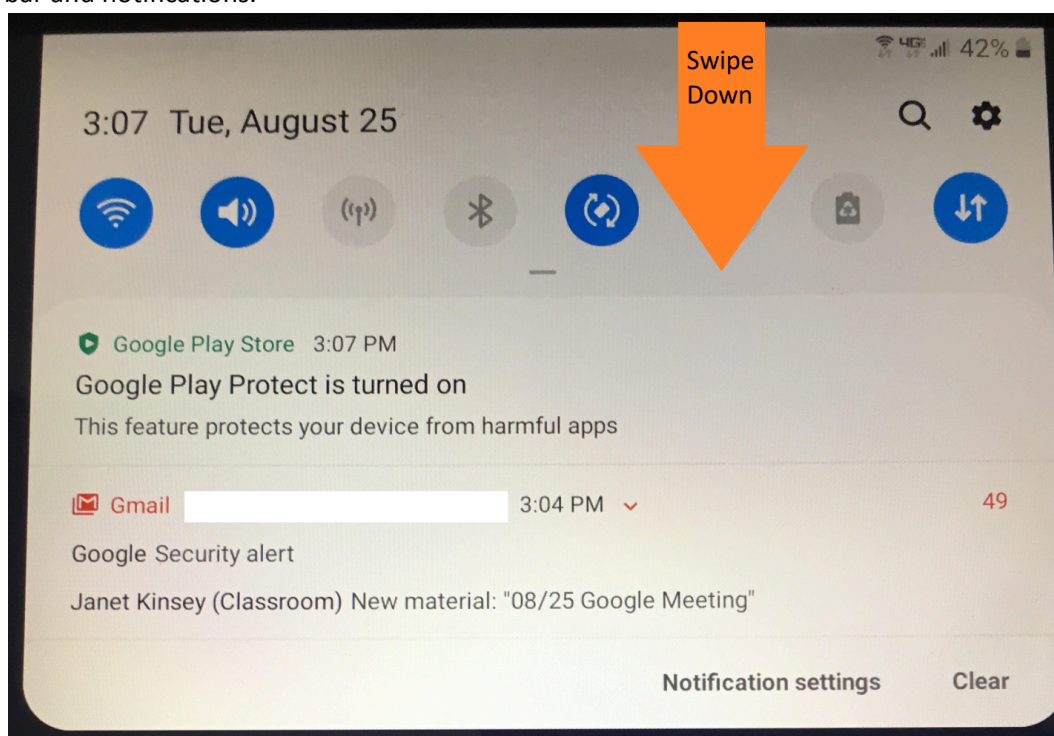 bar and notifications.
Swipe
Down
4GE 42%
3:07 Tue, August 25
Google Play Store 3:07 PM
Google Play Protect is turned on
This feature protects your device from harmful apps
Gmail 3:04 PM 49
Google Security alert
Janet Kinsey (Classroom) New material: "08/25 Google Meeting"
Notification settings Clear